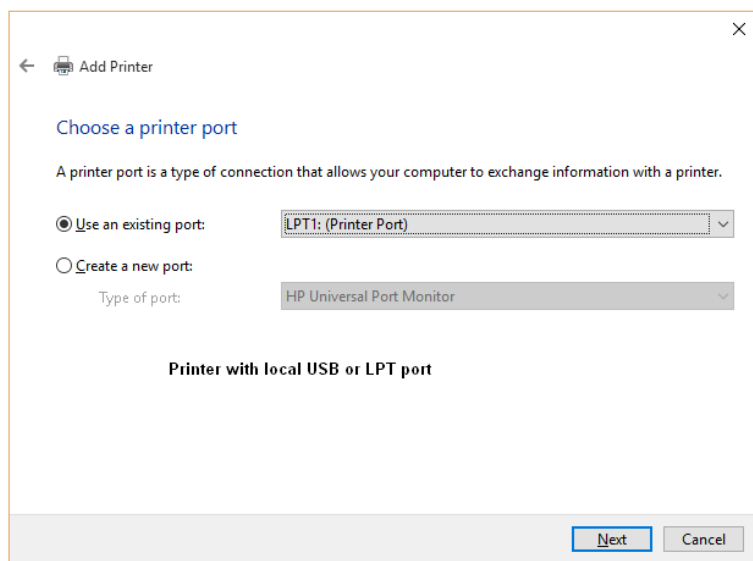 Add Printer
Choose a printer port
A printer port is a type of connection that allows your computer to exchange information with a printer.
Use an existing port: LPT1: (Printer Port)
Create a new port:
Type of port: HP Universal Port Monitor
Printer with local USB or LPT port
Next Cancel